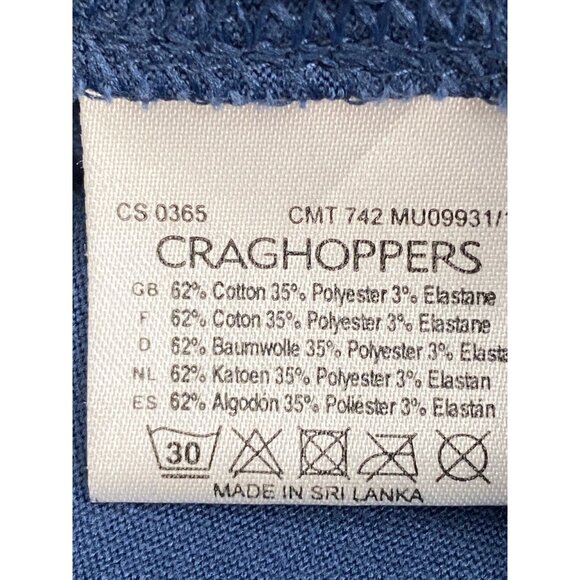 CS 0365 CMT 742 MU09931/
CRAGHOPPERS
GB 62% Cotton 35% Polyester 3% Elastane
F 62% Coton 35% Polyester 3% Elastane
D 62% Baumwolle 35% Polyester 3% Elasta
NL 62% Katoen 35% Polyester 3% Elastan
ES 62% Algodón 35% Poliester 3% Elastán
30
MADE IN SRI LANKA